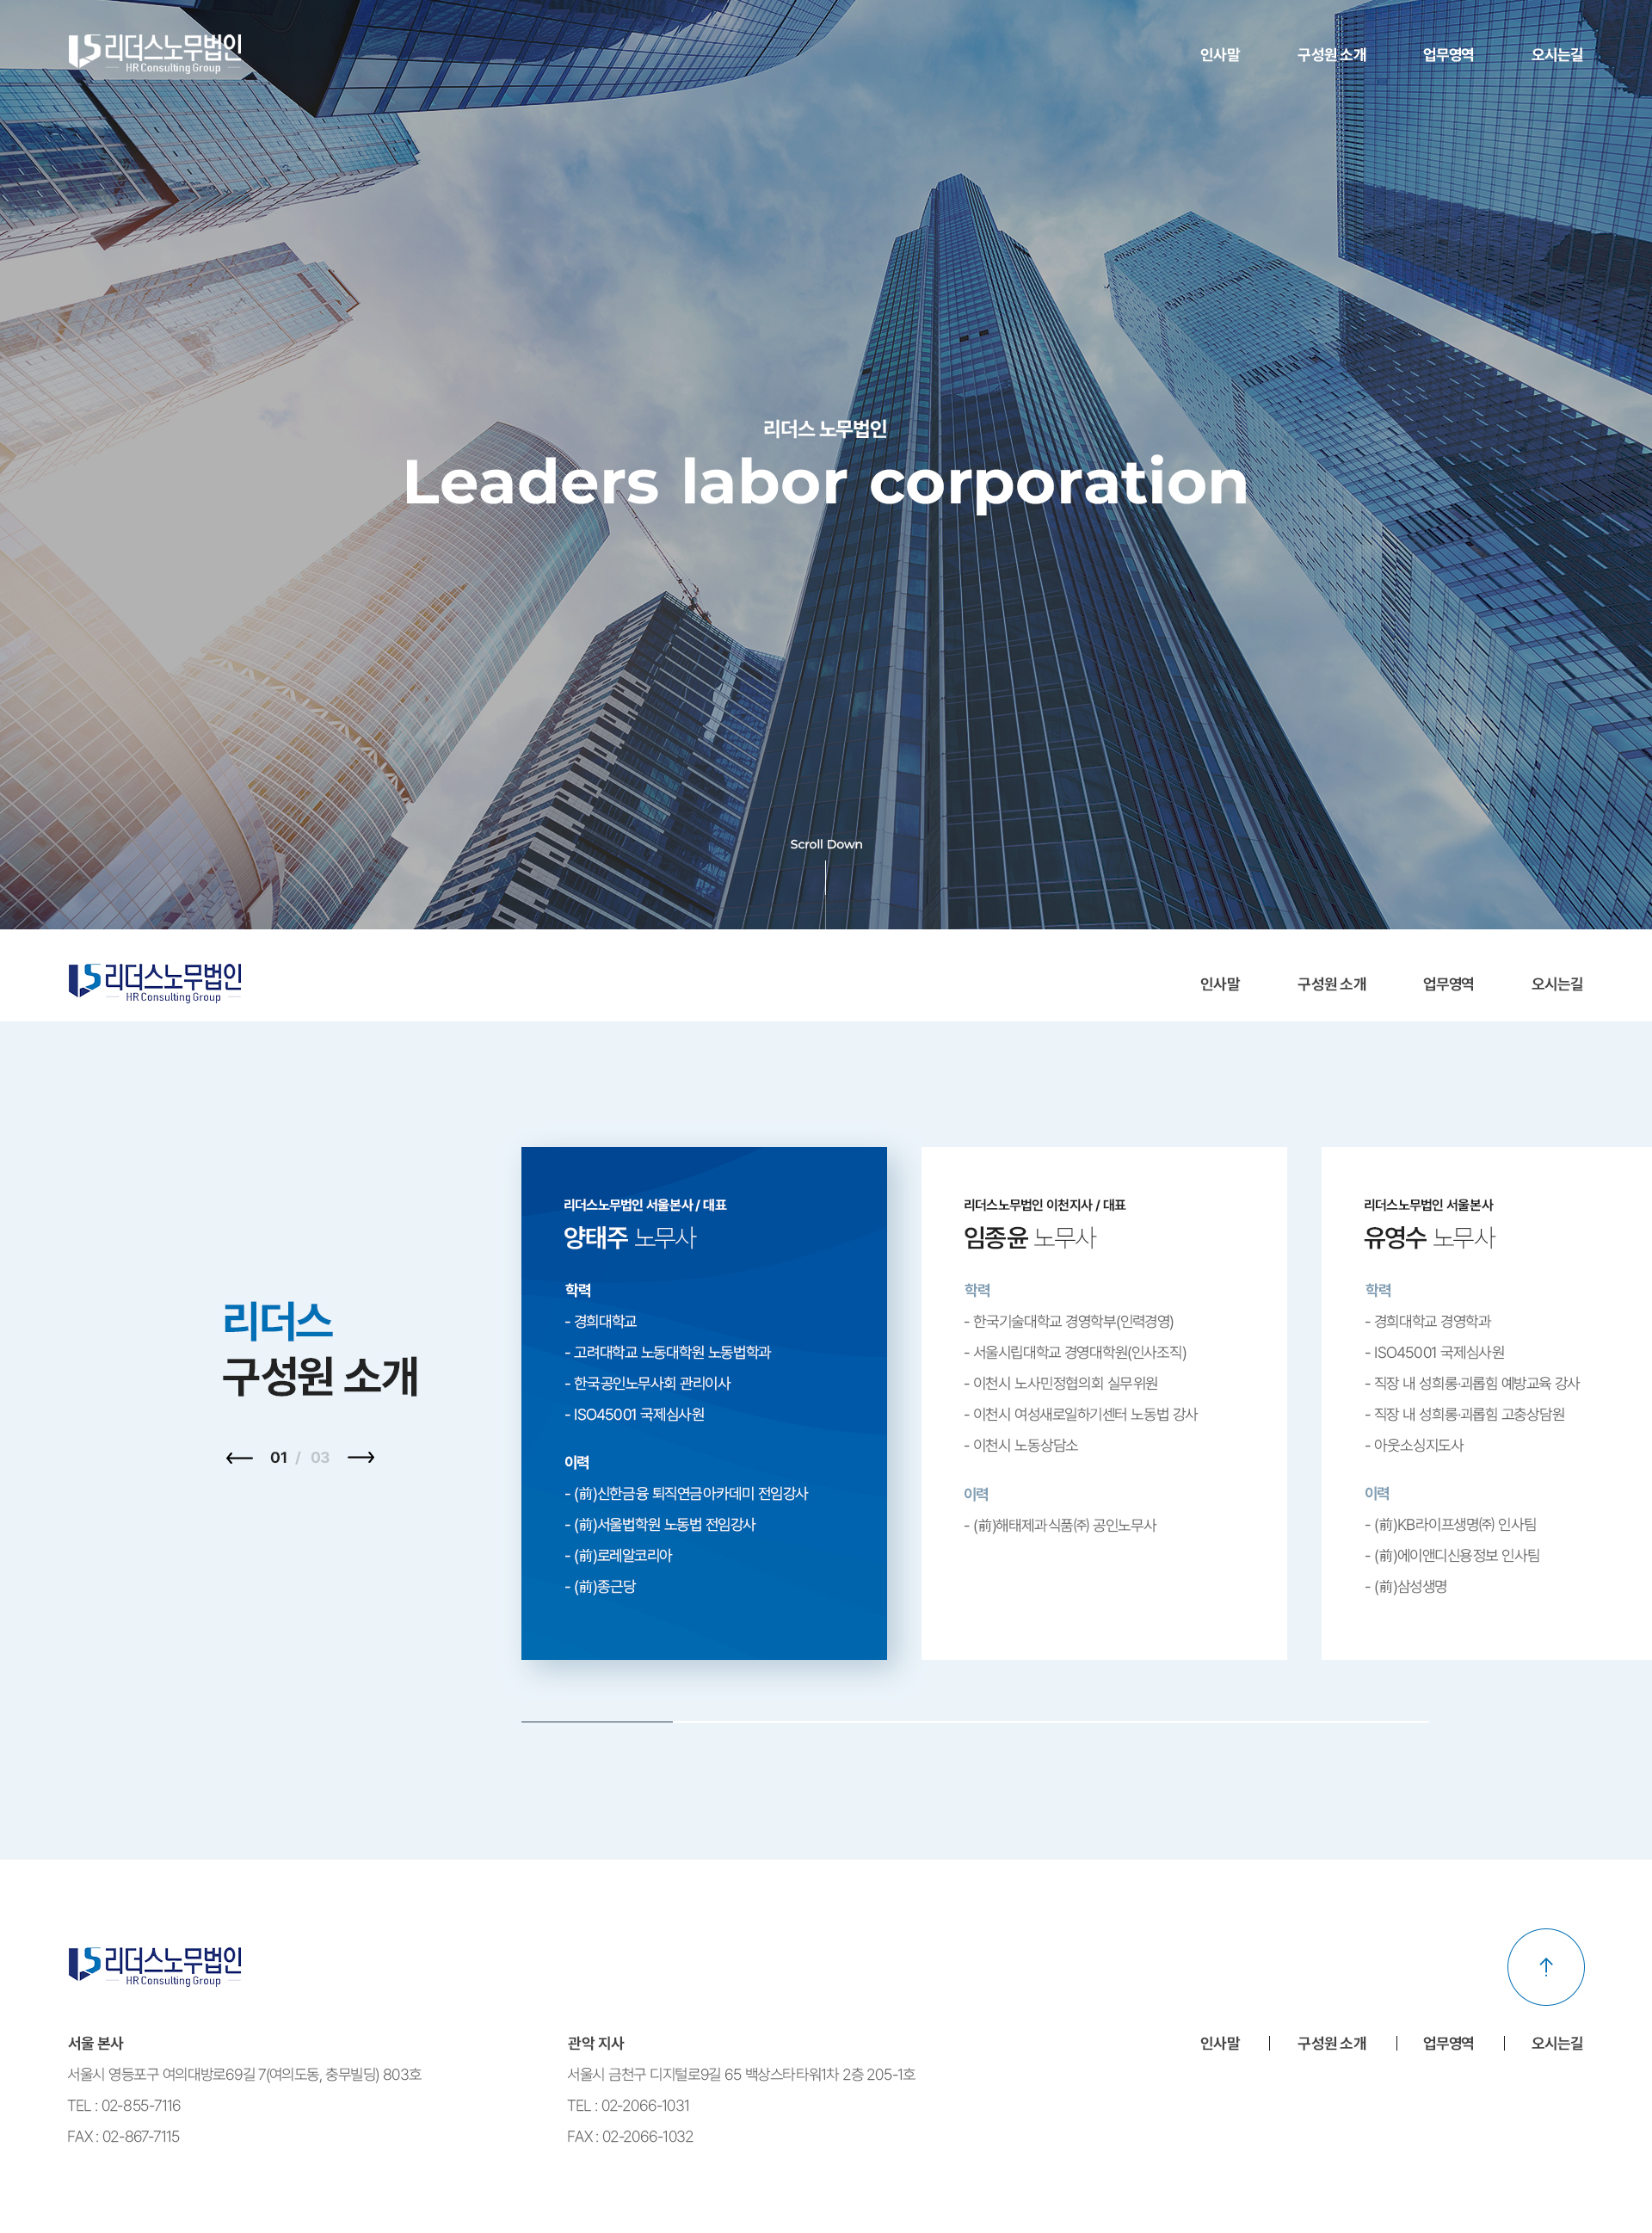 리더스노무법인
HR Consulting Group
인사말
구성원 소개
업무영역
오시는길
리더스 노무법인
Leaders labor corporation
Scroll Down
리더스노무법인
HR Consulting Group
인사말
구성원 소개
업무영역
오시는길
리더스
구성원 소개
01 / 03
리더스노무법인 서울본사 / 대표
양태주 노무사
학력
- 경희대학교
- 고려대학교 노동대학원 노동법학과
- 한국공인노무사회 관리이사
- ISO45001 국제심사원
이력
- (前)신한금융 퇴직연금아카데미 전임강사
- (前)서울법학원 노동법 전임강사
- (前)로레알코리아
- (前)종근당
리더스노무법인 이천지사 / 대표
임종윤 노무사
학력
- 한국기술대학교 경영학부(인력경영)
- 서울시립대학교 경영대학원(인사조직)
- 이천시 노사민정협의회 실무위원
- 이천시 여성새로일하기센터 노동법 강사
- 이천시 노동상담소
이력
- (前)해태제과식품㈜ 공인노무사
리더스노무법인 서울본사
유영수 노무사
학력
- 경희대학교 경영학과
- ISO45001 국제심사원
- 직장 내 성희롱·괴롭힘 예방교육 강사
- 직장 내 성희롱·괴롭힘 고충상담원
- 아웃소싱지도사
이력
- (前)KB라이프생명㈜ 인사팀
- (前)에이앤디신용정보 인사팀
- (前)삼성생명
리더스노무법인
HR Consulting Group
서울 본사
서울시 영등포구 여의대방로69길 7(여의도동, 충무빌딩) 803호
TEL : 02-855-7116
FAX : 02-867-7115
관악 지사
서울시 금천구 디지털로9길 65 백상스타타워1차 2층 205-1호
TEL : 02-2066-1031
FAX : 02-2066-1032
인사말
구성원 소개
업무영역
오시는길